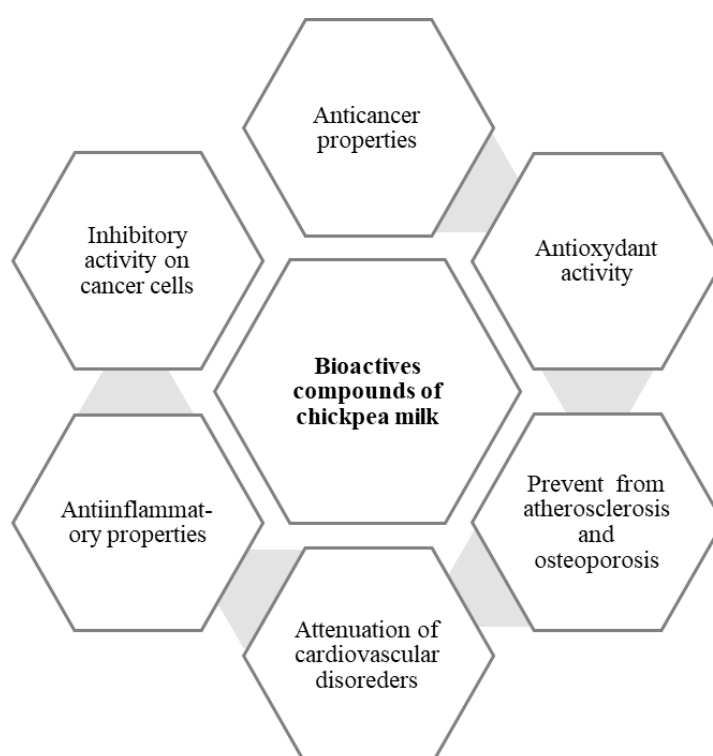 Anticancer
properties
Inhibitory
activity on
cancer cells
Antioxydant
activity
Bioactives
compounds of
chickpea milk
Antiinflammat-
ory properties
Prevent from
atherosclerosis
and
osteoporosis
Attenuation of
cardiovascular
disoreders